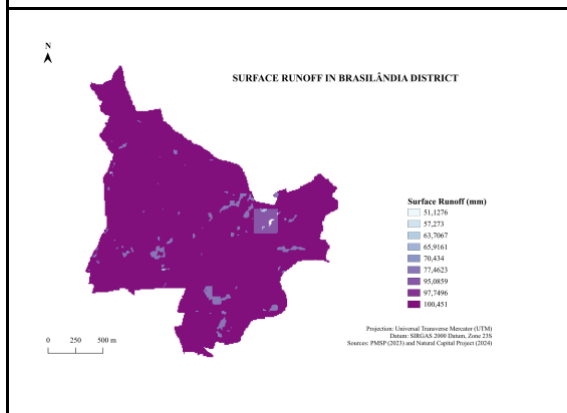 N
SURFACE RUNOFF IN BRASILÂNDIA DISTRICT
Surface Runoff (mm)
51,1276
57,273
63,7067
65,9161
70,434
77,4623
95,0859
97,7496
100,451
Projection: Universal Transverse Mercator (UTM)
Datum: SIRGAS 2000 Datum, Zone 23S
Sources: PMSP (2023) and Natural Capital Project (2024)
0 250 500 m